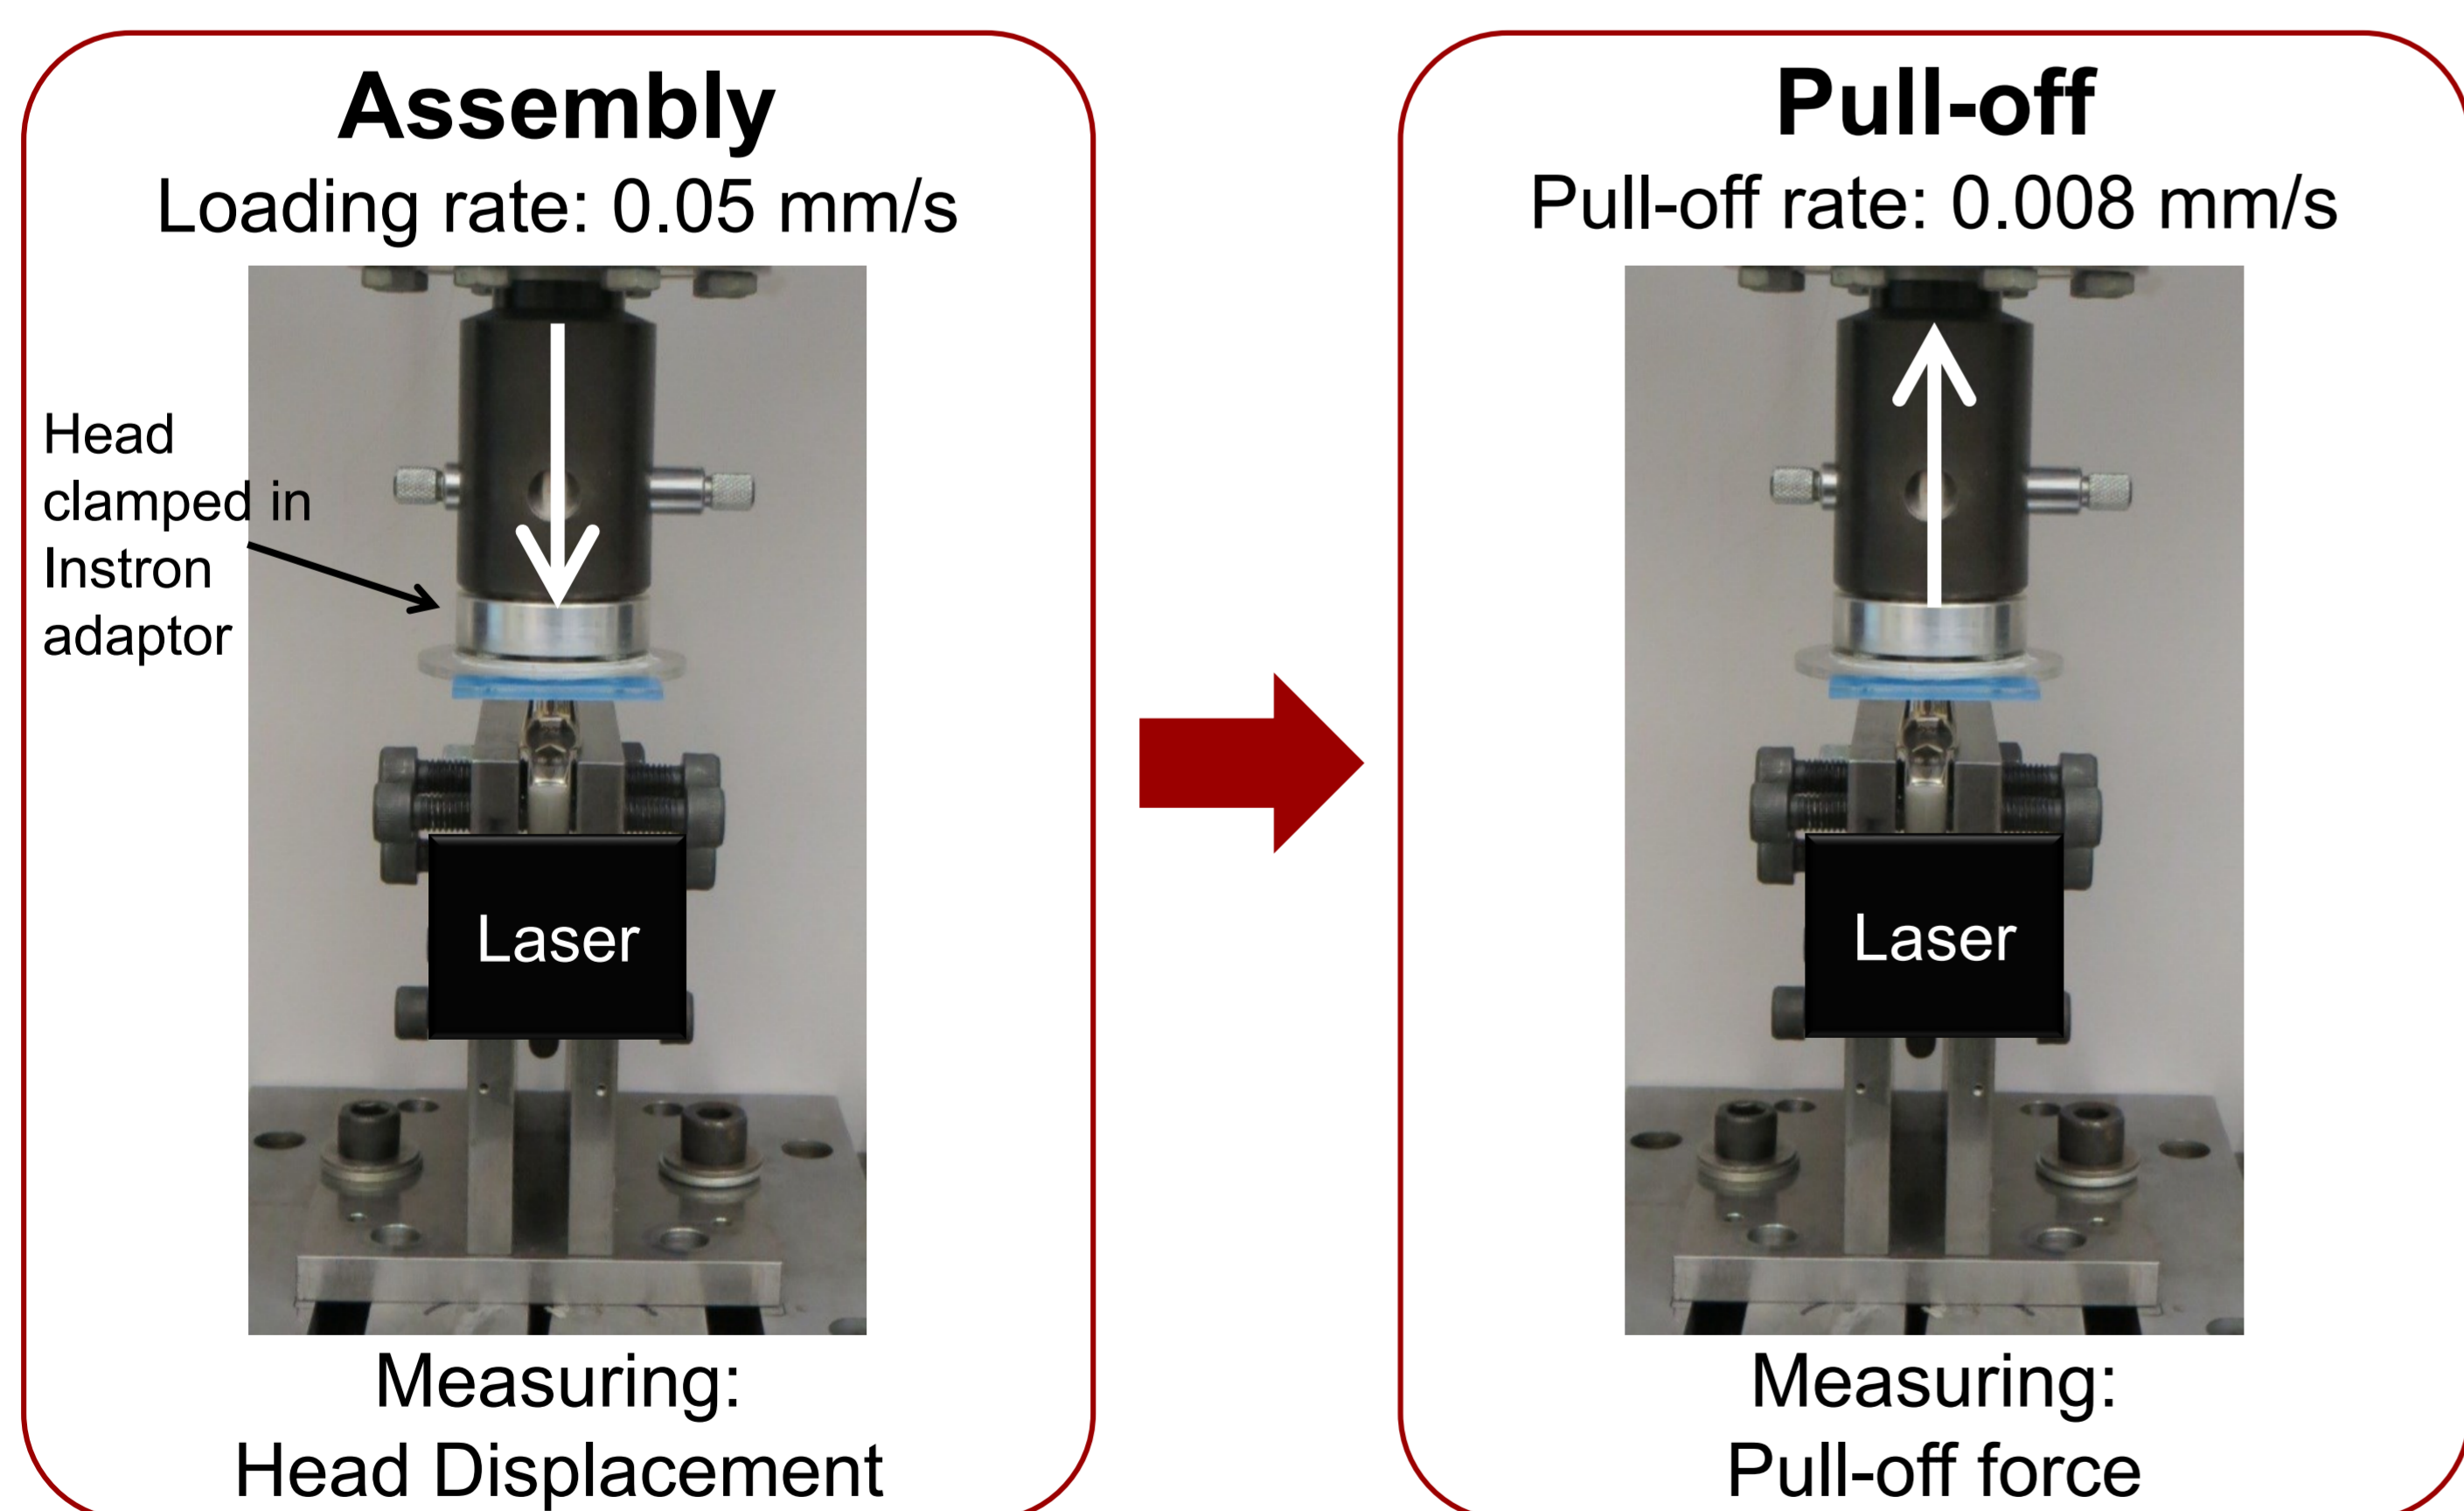 Assembly
Loading rate: 0.05 mm/s
Head
clamped in
Instron
adaptor
Laser
Measuring:
Head Displacement
Pull-off
Pull-off rate: 0.008 mm/s
Laser
Measuring:
Pull-off force